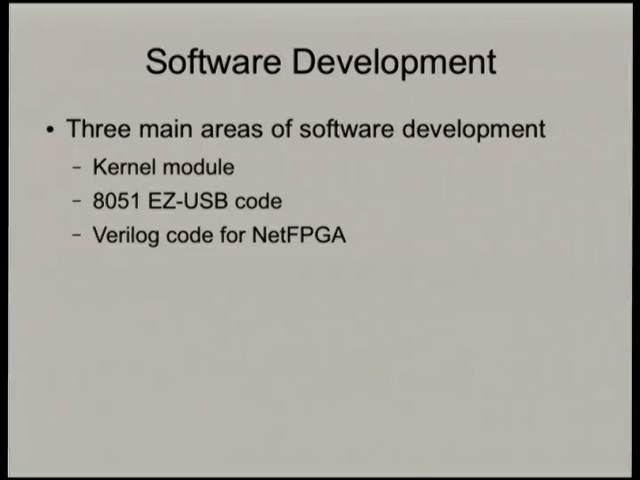 Software Development
• Three main areas of software development
– Kernel module
– 8051 EZ-USB code
– Verilog code for NetFPGA